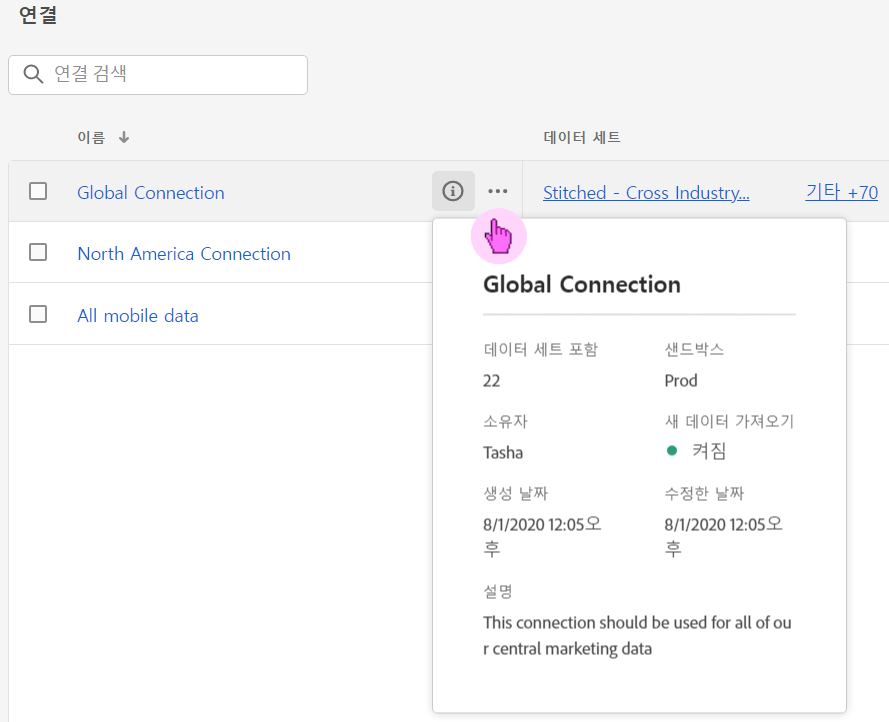 연결
연결 검색
이름 데이터 세트
Global Connection Stitched - Cross Industry... 기타 +70
North America Connection
All mobile data
Global Connection
데이터 세트 포함 샌드박스
22 Prod
소유자 새 데이터 가져오기
Tasha 켜짐
생성 날짜 수정한 날짜
8/1/2020 12:05오 8/1/2020 12:05오
후 후
설명
This connection should be used for all of ou
r central marketing data